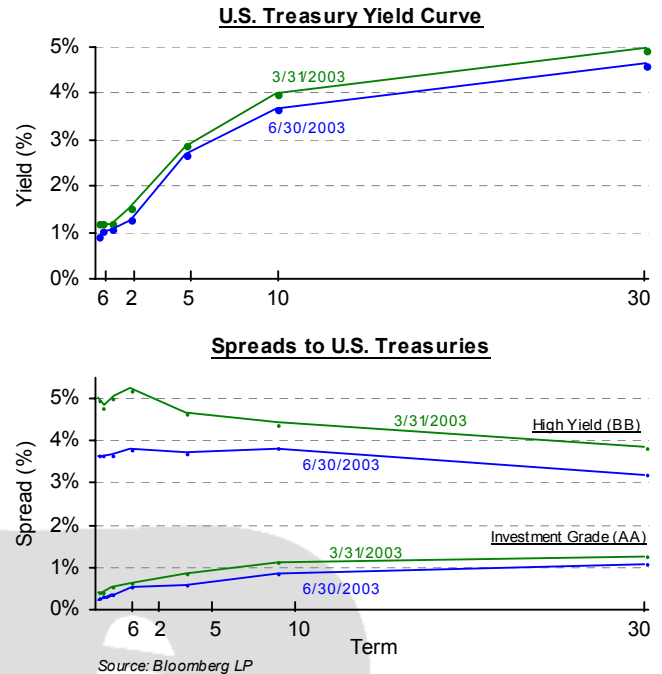 U.S. Treasury Yield Curve
5%
4%
3%
2%
1%
0%
Yield (%)
3/31/2003
6/30/2003
6 2 5 10 30
Spreads to U.S. Treasuries
5%
4%
3%
2%
1%
0%
Spread (%)
3/31/2003
High Yield (BB)
6/30/2003
Investment Grade (AA)
3/31/2003
6/30/2003
6 2 5 10 30
Term
Source: Bloomberg LP